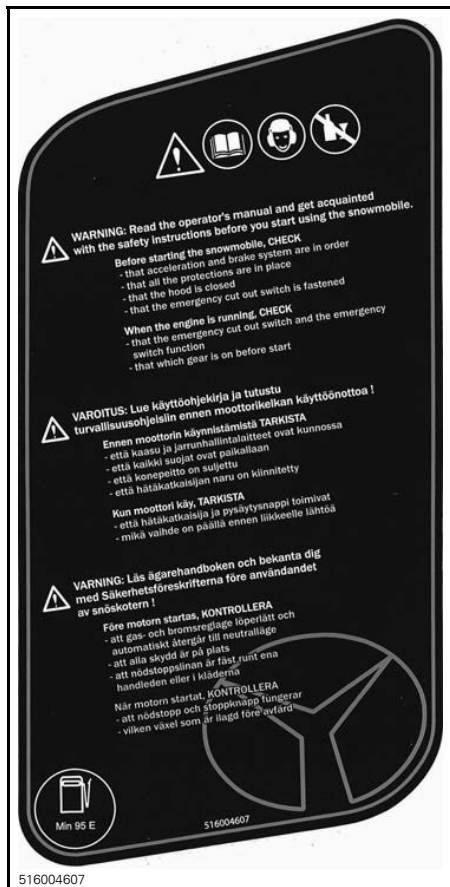 WARNING: Read the operator's manual and get acquainted
with the safety instructions before you start using the snowmobile.
Before starting the snowmobile, CHECK
- that acceleration and brake system are in order
- that all the protections are in place
- that the hood is closed
- that the emergency cut out switch is fastened
When the engine is running, CHECK
- that the emergency cut out switch and the emergency
switch function
- that which gear is on before start
VAROITUS: Lue käyttöohjekirja ja tutustu
turvallisuusohjeisiin ennen moottorikelkan käyttöönottoa !
Ennen moottorin käynnistämistä TARKISTA
- että kaasu ja jarrunhallintalaitteet ovat kunnossa
- että kaikki suojat ovat paikallaan
- että konepeitto on suljettu
- että hätäkatkaisijan naru on kiinnitetty
Kun moottori käy, TARKISTA
- että hätäkatkaisija ja pysäytysnappi toimivat
- mikä vaihde on päällä ennen liikkeelle lähtöä
VARNING: Läs ägarehandboken och bekanta dig
med Säkerhetsföreskrifterna före användandet
av snöskotern !
Före motorn startas, KONTROLLERA
- att gas- och bromsreglage löperlätt och
automatiskt återgår till neutralläge
- att alla skydd är på plats
- att nödstoppslinan är fäst runt ena
handleden eller i kläderna
När motorn startat, KONTROLLERA
- att nödstopp och stoppknapp fungerar
- vilken växel som är ilagd före avfärd
Min 95 E
516004607
516004607